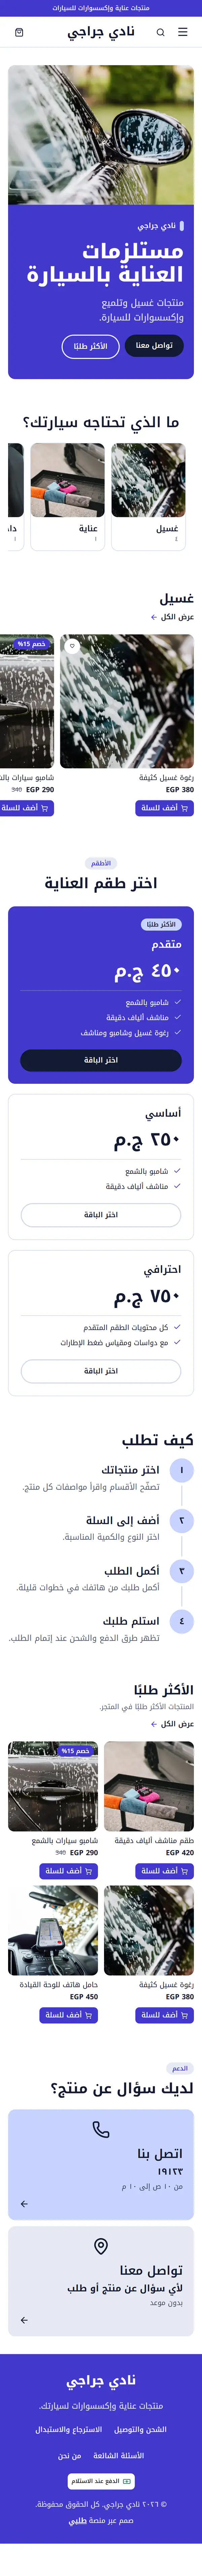 منتجات عناية وإكسسوارات للسيارات
نادي جراجي
نادي جراجي
مستلزمات
العناية بالسيارة
منتجات غسيل وتلميع
وإكسسوارات للسيارة.
تواصل معنا
الأكثر طلبًا
ما الذي تحتاجه سيارتك؟
غسيل
٤
عناية
١
١
غسيل
عرض الكل
رغوة غسيل كثيفة
380 EGP
أضف للسلة
خصم 15%
شامبو سيارات بالش
290 EGP
340
أضف للسلة
الأطقم
اختر طقم العناية
الأكثر طلبًا
متقدم
٤٥٠ ج.م
شامبو بالشمع
مناشف ألياف دقيقة
رغوة غسيل وشامبو ومناشف
اختر الباقة
أساسي
٢٥٠ ج.م
شامبو بالشمع
مناشف ألياف دقيقة
اختر الباقة
احترافي
٧٥٠ ج.م
كل محتويات الطقم المتقدم
مع دواسات ومقياس ضغط الإطارات
اختر الباقة
كيف تطلب
١
اختر منتجاتك
تصفّح الأقسام واقرأ مواصفات كل منتج.
٢
أضف إلى السلة
اختر النوع والكمية المناسبة.
٣
أكمل الطلب
أكمل طلبك من هاتفك في خطوات قليلة.
٤
استلم طلبك
تظهر طرق الدفع والشحن عند إتمام الطلب.
الأكثر طلبًا
المنتجات الأكثر طلبًا في المتجر.
عرض الكل
طقم مناشف ألياف دقيقة
420 EGP
أضف للسلة
خصم 15%
شامبو سيارات بالشمع
290 EGP
340
أضف للسلة
رغوة غسيل كثيفة
380 EGP
أضف للسلة
حامل هاتف للوحة القيادة
450 EGP
أضف للسلة
الدعم
لديك سؤال عن منتج؟
اتصل بنا
١٩١٢٣
من ١٠ ص إلى ١٠ م
تواصل معنا
لأي سؤال عن منتج أو طلب
بدون موعد
نادي جراجي
منتجات عناية وإكسسوارات لسيارتك.
الشحن والتوصيل
الاسترجاع والاستبدال
الأسئلة الشائعة
من نحن
الدفع عند الاستلام
© ٢٠٢٦ نادي جراجي. كل الحقوق محفوظة.
صمم عبر منصة طلبي